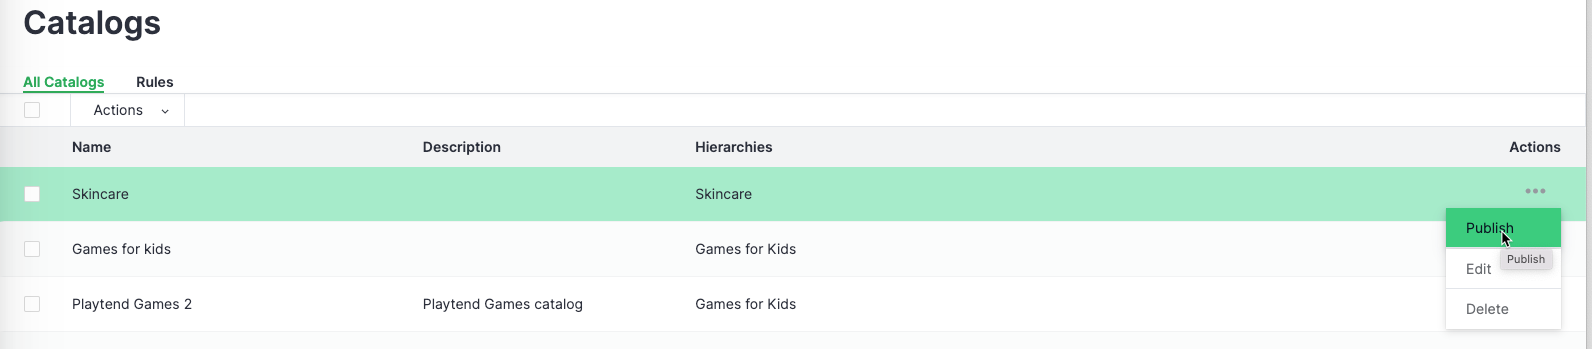 Catalogs
All Catalogs Rules
Actions
Name Description Hierarchies Actions
Skincare Skincare
Publish
Games for kids Games for Kids
Publish
Edit
Playtend Games 2 Playtend Games catalog Games for Kids
Delete